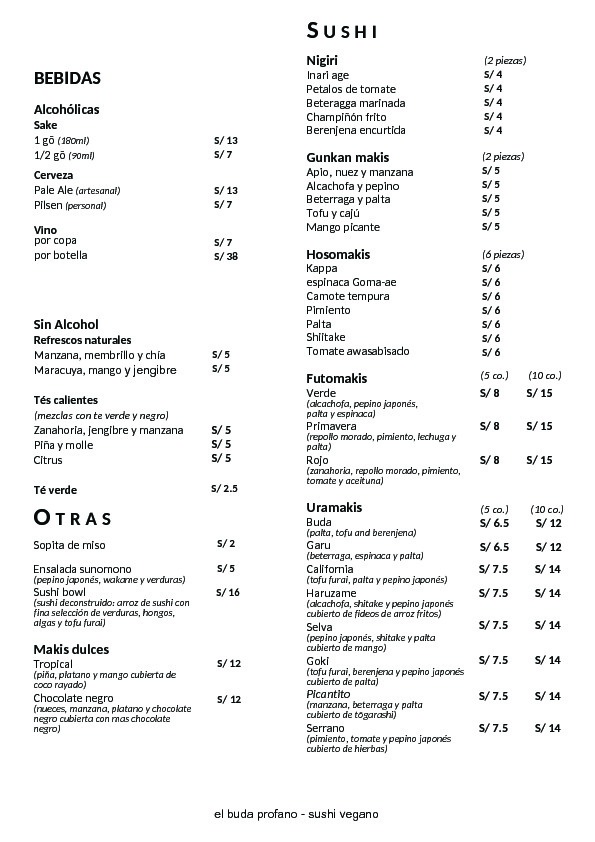 BEBIDAS
Alcohólicas
Sake
1 gō (180ml) S/ 13
1/2 gō (90ml) S/ 7
Cerveza
Pale Ale (artesanal) S/ 13
Pilsen (personal) S/ 7
Vino
por copa S/ 7
por botella S/ 38
Sin Alcohol
Refrescos naturales
Manzana, membrillo y chía S/ 5
Maracuya, mango y jengibre S/ 5
Tés calientes
(mezclas con te verde y negro)
Zanahoria, jengibre y manzana S/ 5
Piña y molle S/ 5
Citrus S/ 5
Té verde S/ 2.5
OTRAS
Sopita de miso S/ 2
Ensalada sunomono S/ 5
(pepino japonés, wakame y verduras)
Sushi bowl S/ 16
(sushi deconstruido: arroz de sushi con
fina selección de verduras, hongos,
algas y tofu furai)
Makis dulces
Tropical S/ 12
(piña, platano y mango cubierta de
coco rayado)
Chocolate negro S/ 12
(nueces, manzana, platano y chocolate
negro cubierta con mas chocolate
negro)
SUSHI
Nigiri (2 piezas)
Inari age S/ 4
Petalos de tomate S/ 4
Beteragga marinada S/ 4
Champiñón frito S/ 4
Berenjena encurtida S/ 4
Gunkan makis (2 piezas)
Apio, nuez y manzana S/ 5
Alcachofa y pepino S/ 5
Beterraga y palta S/ 5
Tofu y cajú S/ 5
Mango picante S/ 5
Hosomakis (6 piezas)
Kappa S/ 6
espinaca Goma-ae S/ 6
Camote tempura S/ 6
Pimiento S/ 6
Palta S/ 6
Shiitake S/ 6
Tomate awasabisado S/ 6
Futomakis (5 co.) (10 co.)
Verde S/ 8 S/ 15
(alcachofa, pepino japonés,
palta y espinaca)
Primavera S/ 8 S/ 15
(repollo morado, pimiento, lechuga y
palta)
Rojo S/ 8 S/ 15
(zanahoria, repollo morado, pimiento,
tomate y aceituna)
Uramakis (5 co.) (10 co.)
Buda S/ 6.5 S/ 12
(palta, tofu and berenjena)
Garu S/ 6.5 S/ 12
(beterraga, espinaca y palta)
California S/ 7.5 S/ 14
(tofu furai, palta y pepino japonés)
Haruzame S/ 7.5 S/ 14
(alcachofa, shitake y pepino japonés
cubierto de fideos de arroz fritos)
Selva S/ 7.5 S/ 14
(pepino japonés, shitake y palta
cubierto de mango)
Goki S/ 7.5 S/ 14
(tofu furai, berenjena y pepino japonés
cubierto de palta)
Picantito S/ 7.5 S/ 14
(manzana, beterraga y palta
cubierto de tōgarashi)
Serrano S/ 7.5 S/ 14
(pimiento, tomate y pepino japonés
cubierto de hierbas)
el buda profano - sushi vegano